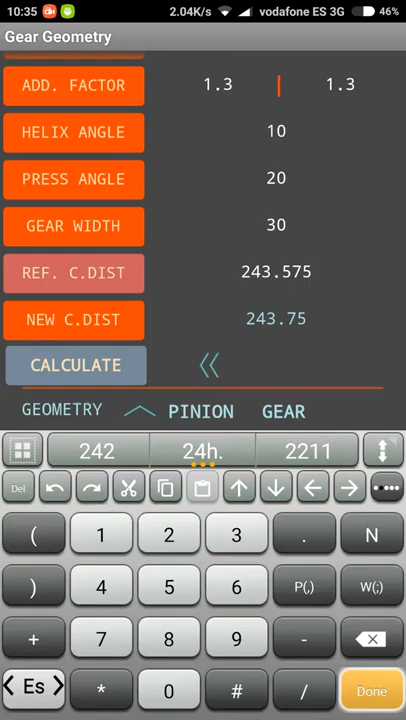 10:35 2.04K/s vodafone ES 3G 46%
Gear Geometry
ADD. FACTOR 1.3 | 1.3
HELIX ANGLE 10
PRESS ANGLE 20
GEAR WIDTH 30
REF. C.DIST 243.575
NEW C.DIST 243.75
CALCULATE
GEOMETRY PINION GEAR
242 24h. 2211
Del
( 1 2 3 . N
) 4 5 6 P(,) W(;)
+ 7 8 9 -
Es * 0 # / Done